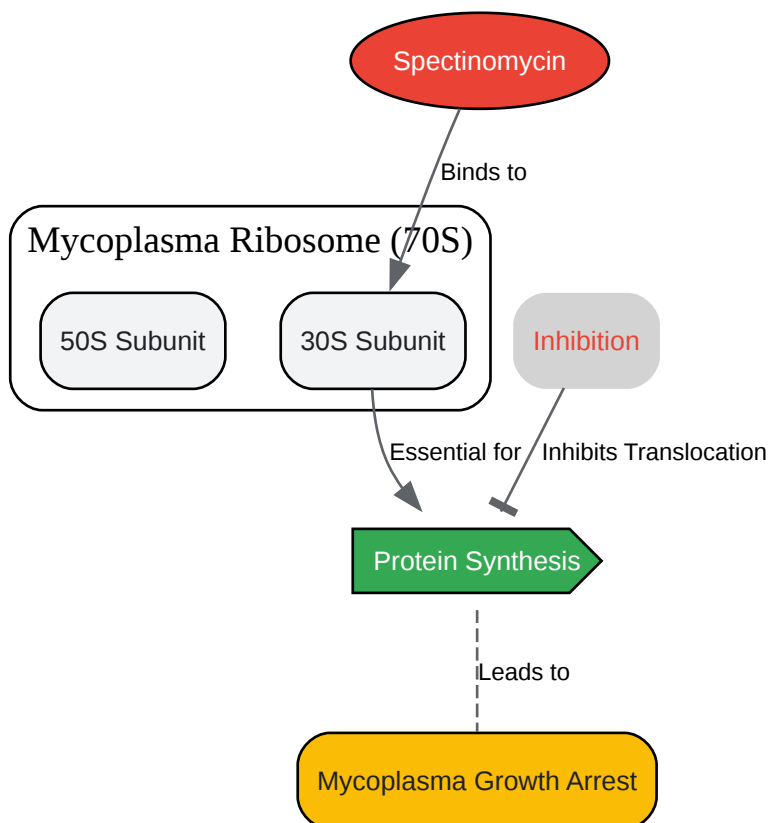 Spectinomycin
Binds to
Mycoplasma Ribosome (70S)
50S Subunit
30S Subunit
Inhibition
Essential for
Inhibits Translocation
Protein Synthesis
Leads to
Mycoplasma Growth Arrest